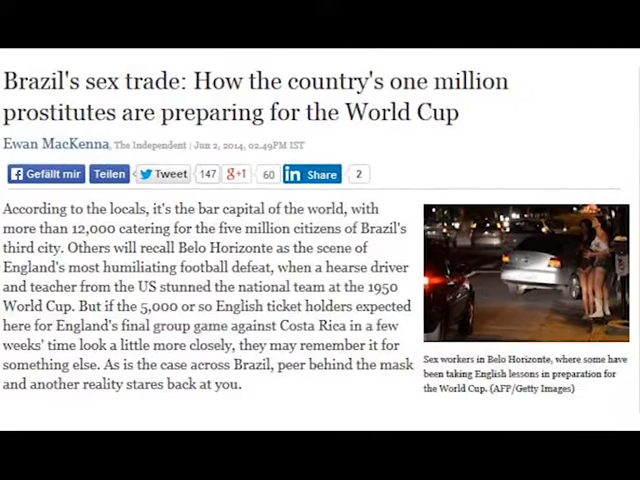 Brazil's sex trade: How the country's one million
prostitutes are preparing for the World Cup
Ewan MacKenna, The Independent | Jun 2, 2014, 02.49PM IST
Gefällt mir Teilen Tweet 147 g+1 60 in Share 2
According to the locals, it's the bar capital of the world, with
more than 12,000 catering for the five million citizens of Brazil's
third city. Others will recall Belo Horizonte as the scene of
England's most humiliating football defeat, when a hearse driver
and teacher from the US stunned the national team at the 1950
World Cup. But if the 5,000 or so English ticket holders expected
here for England's final group game against Costa Rica in a few
weeks' time look a little more closely, they may remember it for
something else. As is the case across Brazil, peer behind the mask
and another reality stares back at you.
Sex workers in Belo Horizonte, where some have
been taking English lessons in preparation for
the World Cup. (AFP/Getty Images)